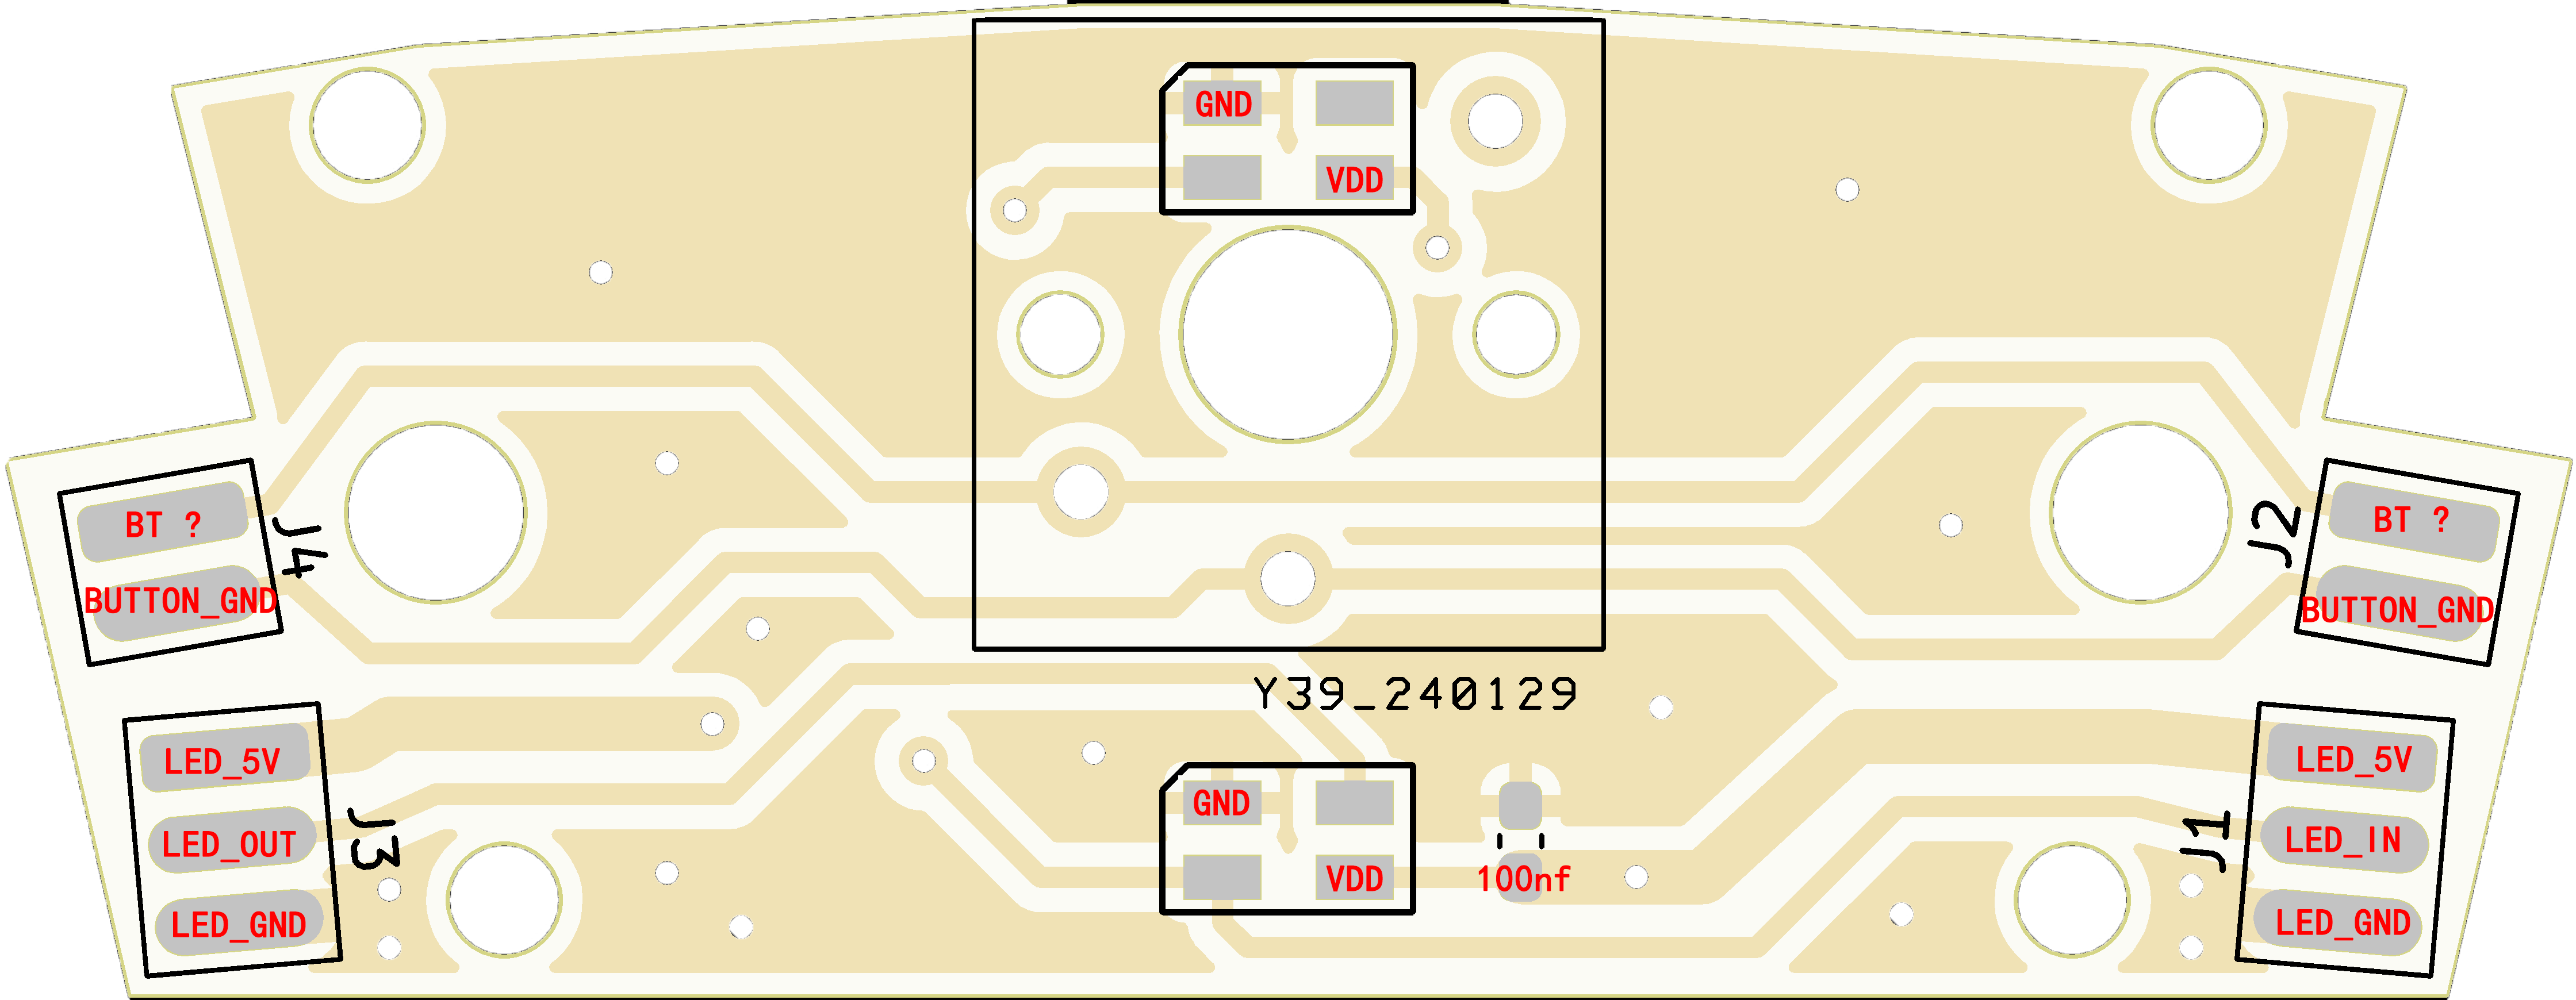 GND
VDD
BT ?
BUTTON_GND
J4
J2
BT ?
BUTTON_GND
Y39_240129
LED_5V
LED_OUT
LED_GND
J3
GND
VDD
100nf
J1
LED_5V
LED_IN
LED_GND